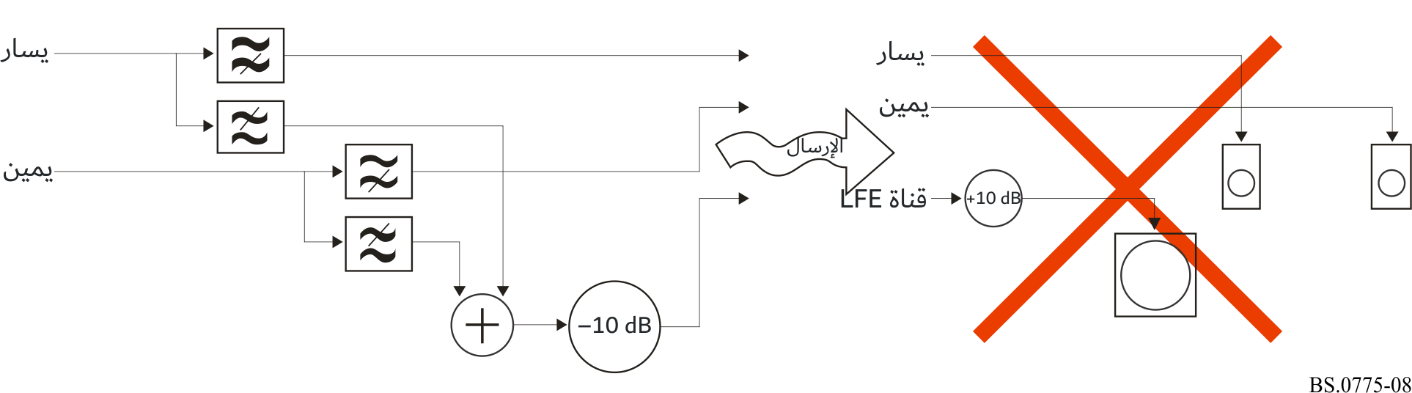 يسار
يمين
–10 dB
الإرسال
يسار
يمين
قناة LFE
+10 dB
BS.0775-08